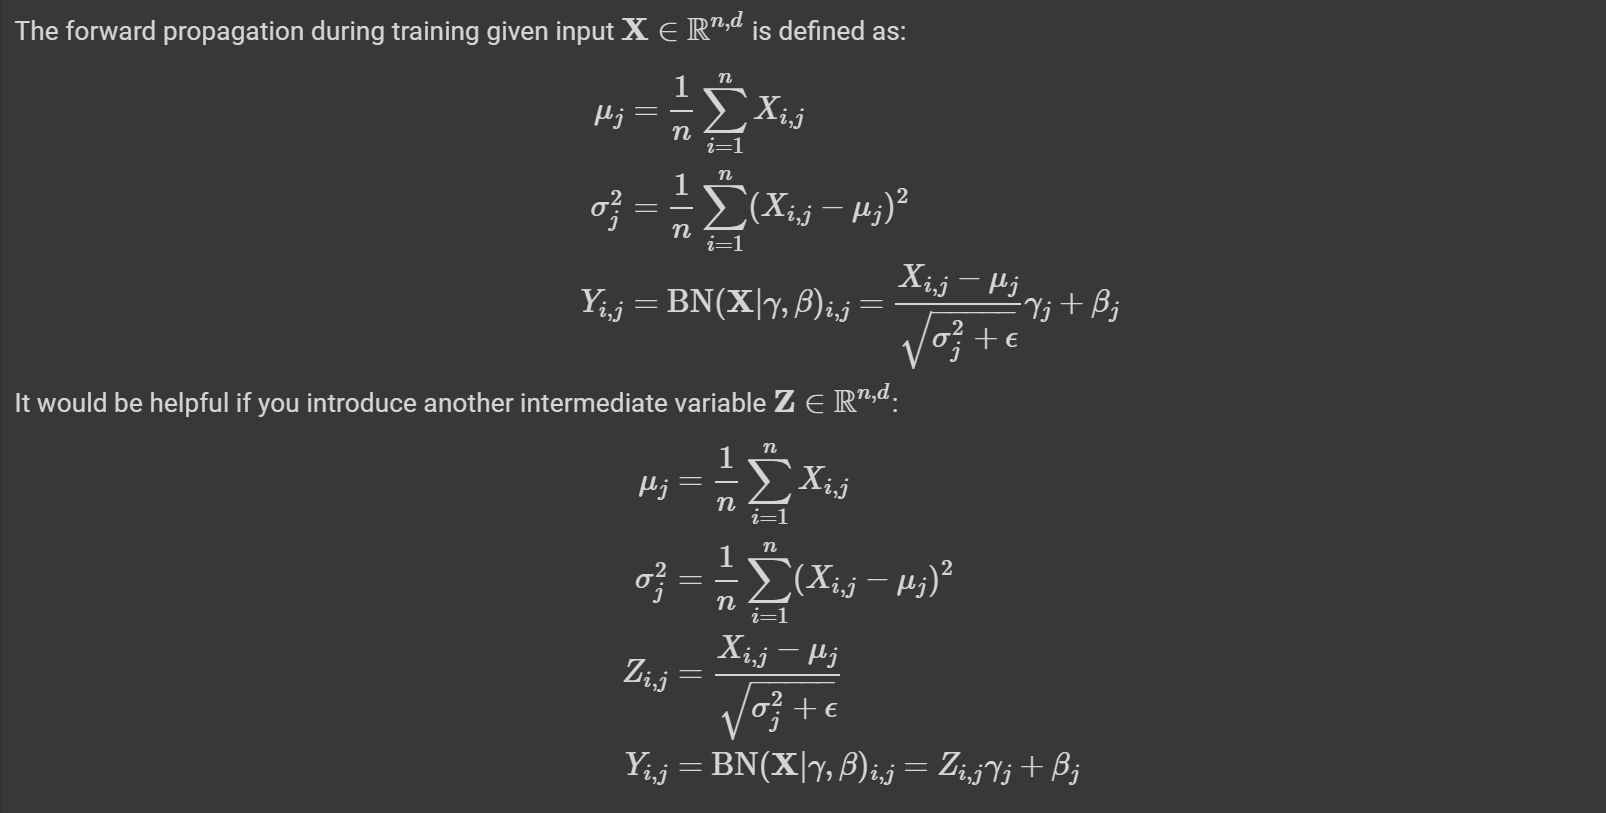 The forward propagation during training given input $\mathbf{X} \in \mathbb{R}^{n,d}$ is defined as:
$\mu_j = \frac{1}{n} \sum_{i=1}^{n} X_{i,j}$
$\sigma_j^2 = \frac{1}{n} \sum_{i=1}^{n} (X_{i,j} - \mu_j)^2$
$Y_{i,j} = \mathrm{BN}(\mathbf{X}|\gamma, \beta)_{i,j} = \frac{X_{i,j} - \mu_j}{\sqrt{\sigma_j^2 + \epsilon}} \gamma_j + \beta_j$
It would be helpful if you introduce another intermediate variable $\mathbf{Z} \in \mathbb{R}^{n,d}$:
$\mu_j = \frac{1}{n} \sum_{i=1}^{n} X_{i,j}$
$\sigma_j^2 = \frac{1}{n} \sum_{i=1}^{n} (X_{i,j} - \mu_j)^2$
$Z_{i,j} = \frac{X_{i,j} - \mu_j}{\sqrt{\sigma_j^2 + \epsilon}}$
$Y_{i,j} = \mathrm{BN}(\mathbf{X}|\gamma, \beta)_{i,j} = Z_{i,j} \gamma_j + \beta_j$